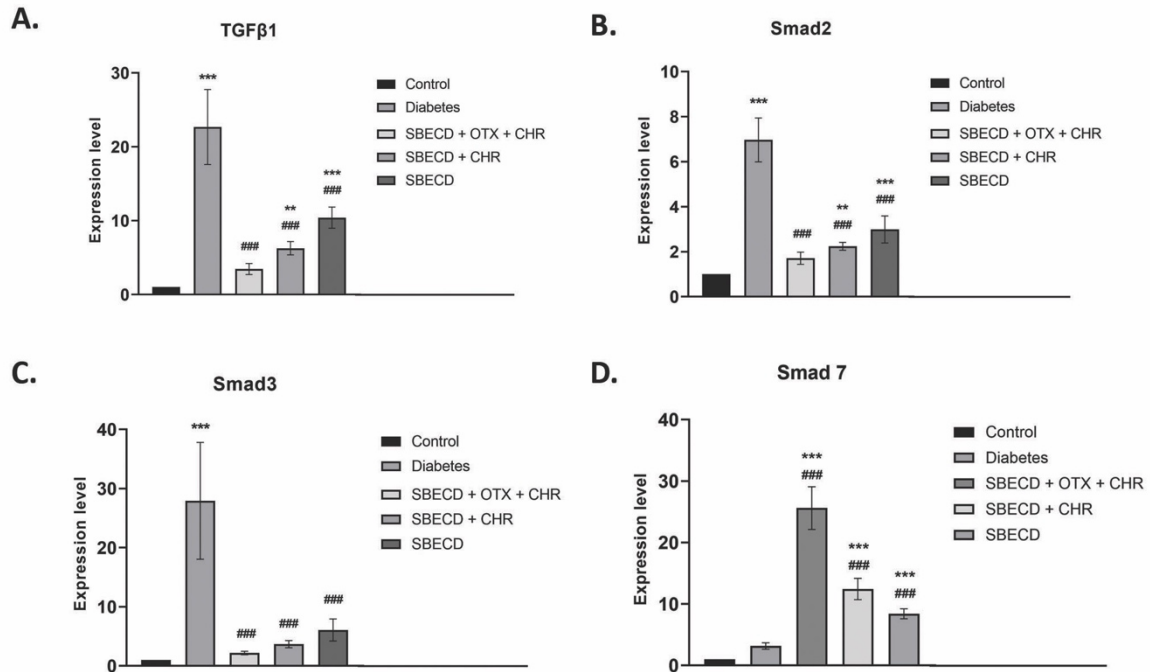 A.
TGFβ1
Expression level
30
20
10
0
***
###
**
###
***
###
Control
Diabetes
SBECD + OTX + CHR
SBECD + CHR
SBECD
B.
Smad2
Expression level
10
8
6
4
2
0
***
###
**
###
***
###
Control
Diabetes
SBECD + OTX + CHR
SBECD + CHR
SBECD
C.
Smad3
Expression level
40
30
20
10
0
***
###
###
###
Control
Diabetes
SBECD + OTX + CHR
SBECD + CHR
SBECD
D.
Smad 7
Expression level
40
30
20
10
0
***
###
***
###
***
###
Control
Diabetes
SBECD + OTX + CHR
SBECD + CHR
SBECD